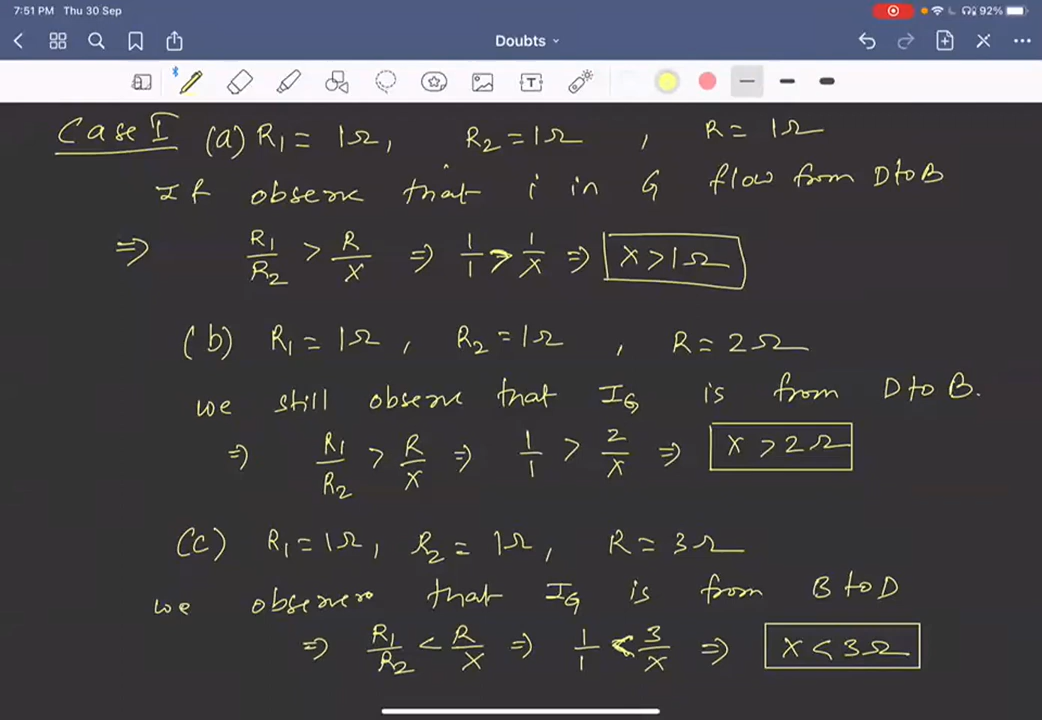 7:51 PM Thu 30 Sep
92%
Doubts
Case I (a) R₁ = 1Ω, R₂ = 1Ω , R = 1Ω
If observe that i in G flow from D to B
⇒ R₁/R₂ > R/X ⇒ 1/1 > 1/X ⇒ X > 1Ω
(b) R₁ = 1Ω , R₂ = 1Ω , R = 2Ω
we still observe that I_G is from D to B.
⇒ R₁/R₂ > R/X ⇒ 1/1 > 2/X ⇒ X > 2Ω
(c) R₁ = 1Ω, R₂ = 1Ω, R = 3Ω
we observe that I_G is from B to D
⇒ R₁/R₂ < R/X ⇒ 1/1 < 3/X ⇒ X < 3Ω